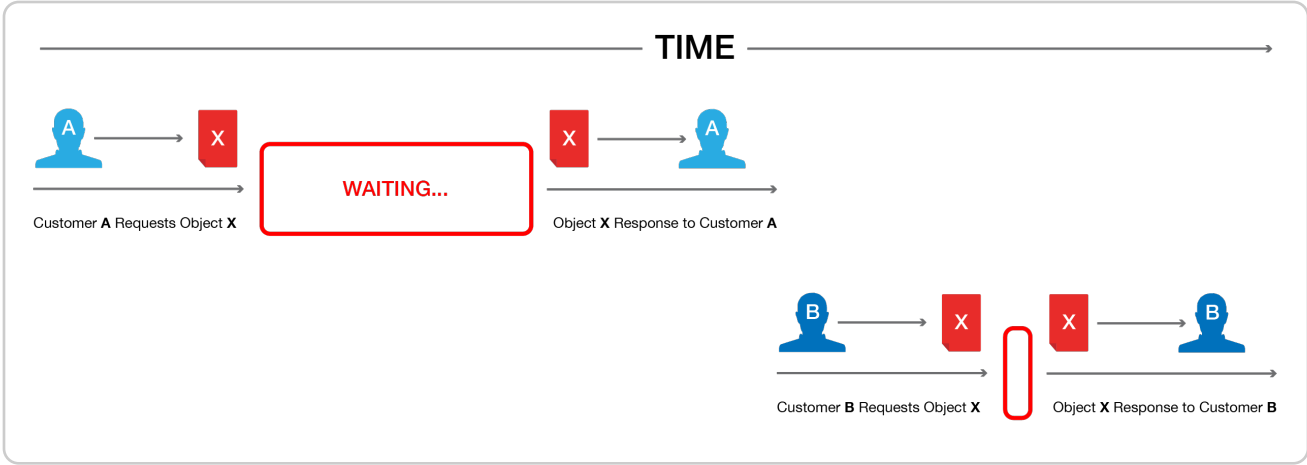 TIME
A X X A
WAITING...
Customer A Requests Object X Object X Response to Customer A
B X X B
Customer B Requests Object X Object X Response to Customer B